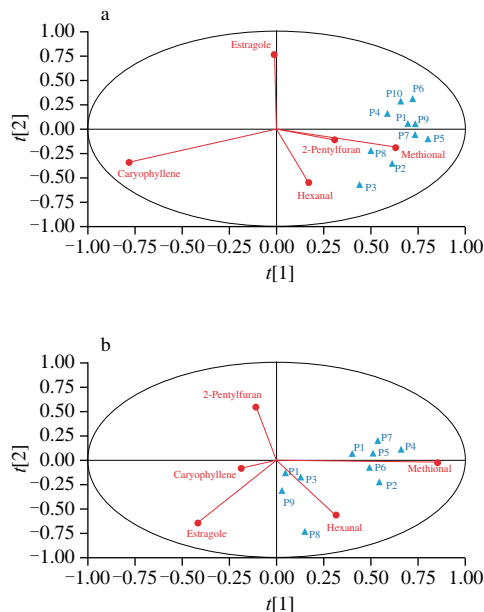 a
1.00
0.75
0.50
0.25
0.00
−0.25
−0.50
−0.75
−1.00
t[2]
Estragole
P10
P6
P4
P1
P9
P7
P5
2-Pentylfuran
P8
Methional
P2
Caryophyllene
Hexanal
P3
−1.00 −0.75 −0.50 −0.25 0.00 0.25 0.50 0.75 1.00
t[1]
b
1.00
0.75
0.50
0.25
0.00
−0.25
−0.50
−0.75
−1.00
t[2]
2-Pentylfuran
P7
P1
P5
P4
Caryophyllene
P1
P3
P6
Methional
P2
P9
Estragole
Hexanal
P8
−1.00 −0.75 −0.50 −0.25 0.00 0.25 0.50 0.75 1.00
t[1]